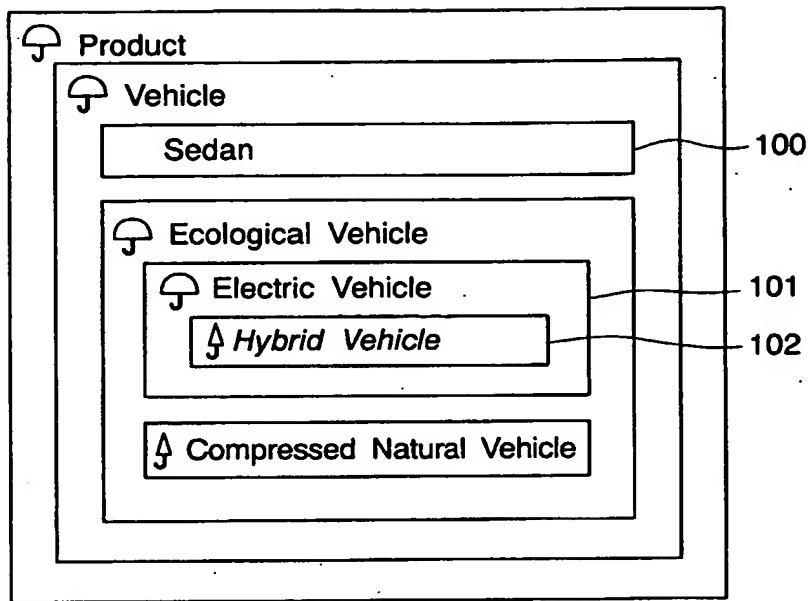 Product
Vehicle
Sedan
100
Ecological Vehicle
Electric Vehicle
101
Hybrid Vehicle
102
Compressed Natural Vehicle